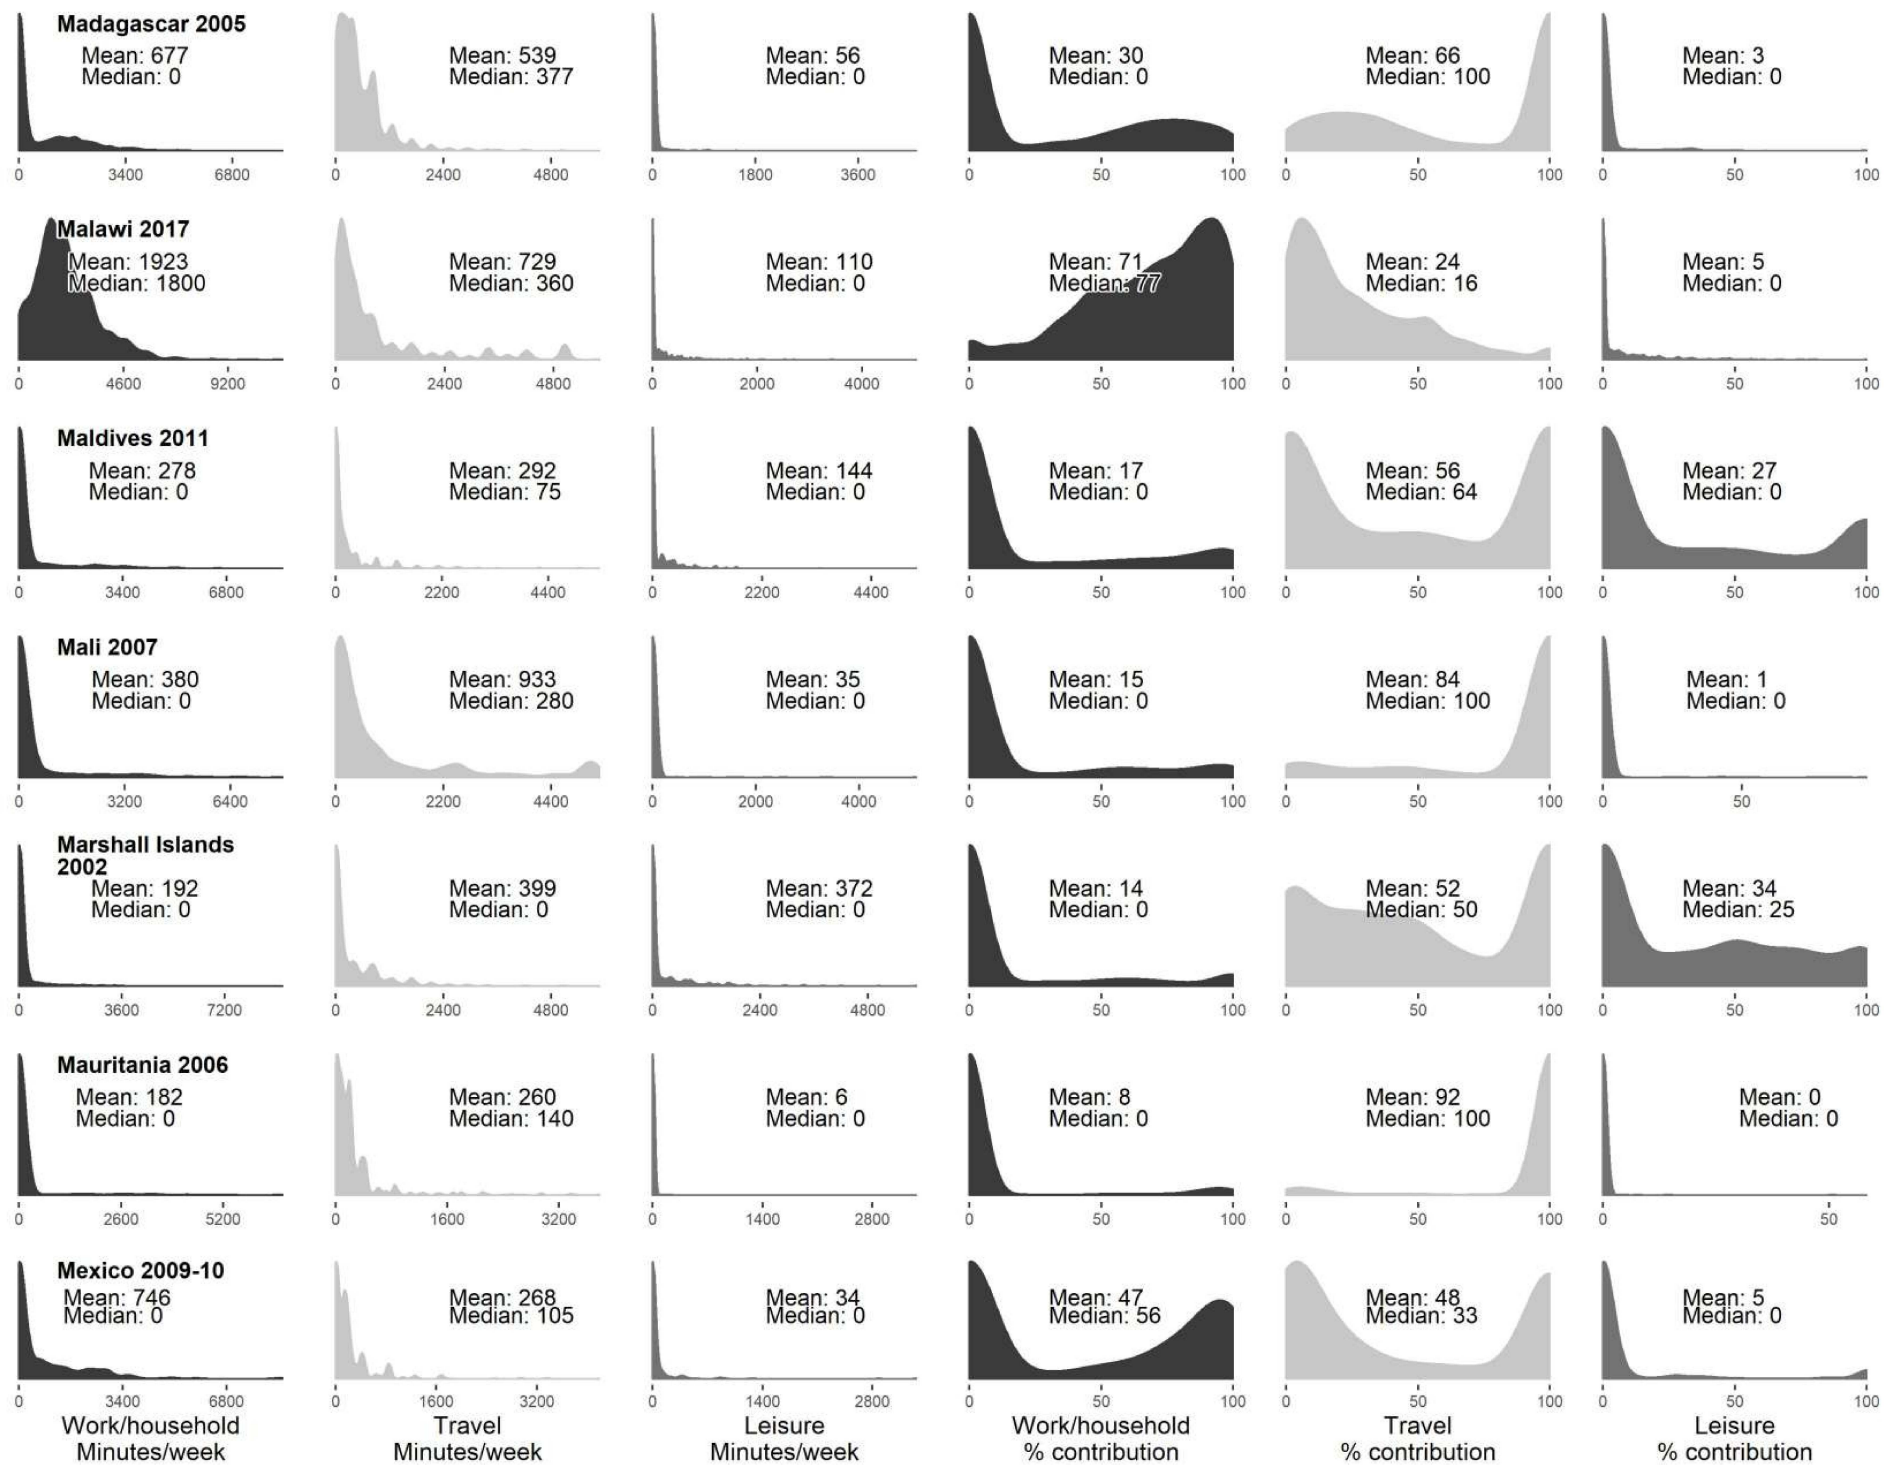 Madagascar 2005
Mean: 677
Median: 0
Mean: 539
Median: 377
Mean: 56
Median: 0
Mean: 30
Median: 0
Mean: 66
Median: 100
Mean: 3
Median: 0
0 3400 6800
0 2400 4800
0 1800 3600
0 50 100
0 50 100
0 50 100
Malawi 2017
Mean: 1923
Median: 1800
Mean: 729
Median: 360
Mean: 110
Median: 0
Mean: 71
Median: 77
Mean: 24
Median: 16
Mean: 5
Median: 0
0 4600 9200
0 2400 4800
0 2000 4000
0 50 100
0 50 100
0 50 100
Maldives 2011
Mean: 278
Median: 0
Mean: 292
Median: 75
Mean: 144
Median: 0
Mean: 17
Median: 0
Mean: 56
Median: 64
Mean: 27
Median: 0
0 3400 6800
0 2200 4400
0 2200 4400
0 50 100
0 50 100
0 50 100
Mali 2007
Mean: 380
Median: 0
Mean: 933
Median: 280
Mean: 35
Median: 0
Mean: 15
Median: 0
Mean: 84
Median: 100
Mean: 1
Median: 0
0 3200 6400
0 2200 4400
0 2000 4000
0 50 100
0 50 100
0 50
Marshall Islands
2002
Mean: 192
Median: 0
Mean: 399
Median: 0
Mean: 372
Median: 0
Mean: 14
Median: 0
Mean: 52
Median: 50
Mean: 34
Median: 25
0 3600 7200
0 2400 4800
0 2400 4800
0 50 100
0 50 100
0 50 100
Mauritania 2006
Mean: 182
Median: 0
Mean: 260
Median: 140
Mean: 6
Median: 0
Mean: 8
Median: 0
Mean: 92
Median: 100
Mean: 0
Median: 0
0 2600 5200
0 1600 3200
0 1400 2800
0 50 100
0 50 100
0 50
Mexico 2009-10
Mean: 746
Median: 0
Mean: 268
Median: 105
Mean: 34
Median: 0
Mean: 47
Median: 56
Mean: 48
Median: 33
Mean: 5
Median: 0
0 3400 6800
0 1600 3200
0 1400 2800
0 50 100
0 50 100
0 50 100
Work/household
Minutes/week
Travel
Minutes/week
Leisure
Minutes/week
Work/household
% contribution
Travel
% contribution
Leisure
% contribution